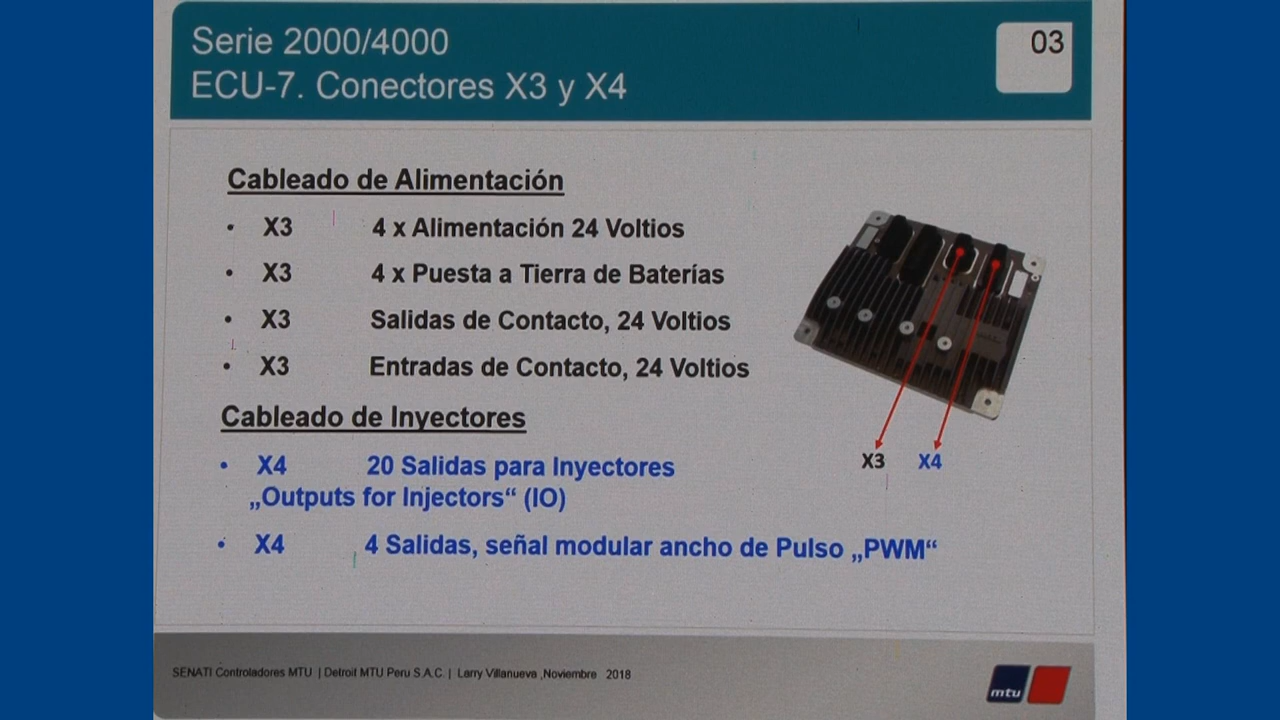 Serie 2000/4000
ECU-7. Conectores X3 y X4
03
Cableado de Alimentación
• X3 4 x Alimentación 24 Voltios
• X3 4 x Puesta a Tierra de Baterías
• X3 Salidas de Contacto, 24 Voltios
• X3 Entradas de Contacto, 24 Voltios
Cableado de Inyectores
• X4 20 Salidas para Inyectores
„Outputs for Injectors“ (IO)
• X4 4 Salidas, señal modular ancho de Pulso „PWM“
X3 X4
SENATI Controladores MTU | Detroit MTU Peru S.A.C. | Larry Villanueva ,Noviembre 2018
mtu